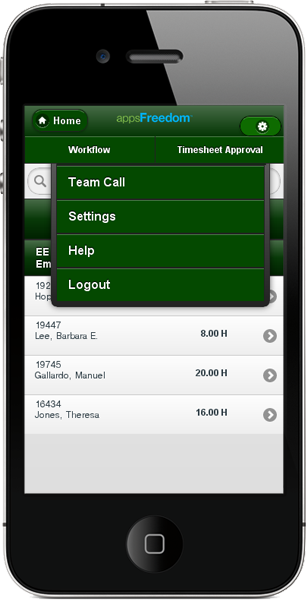 Home
appsFreedom
Workflow
Timesheet Approval
Team Call
Settings
Help
Logout
EE
Em
192
Hop
19447
Lee, Barbara E.
8.00 H
19745
Gallardo, Manuel
20.00 H
16434
Jones, Theresa
16.00 H